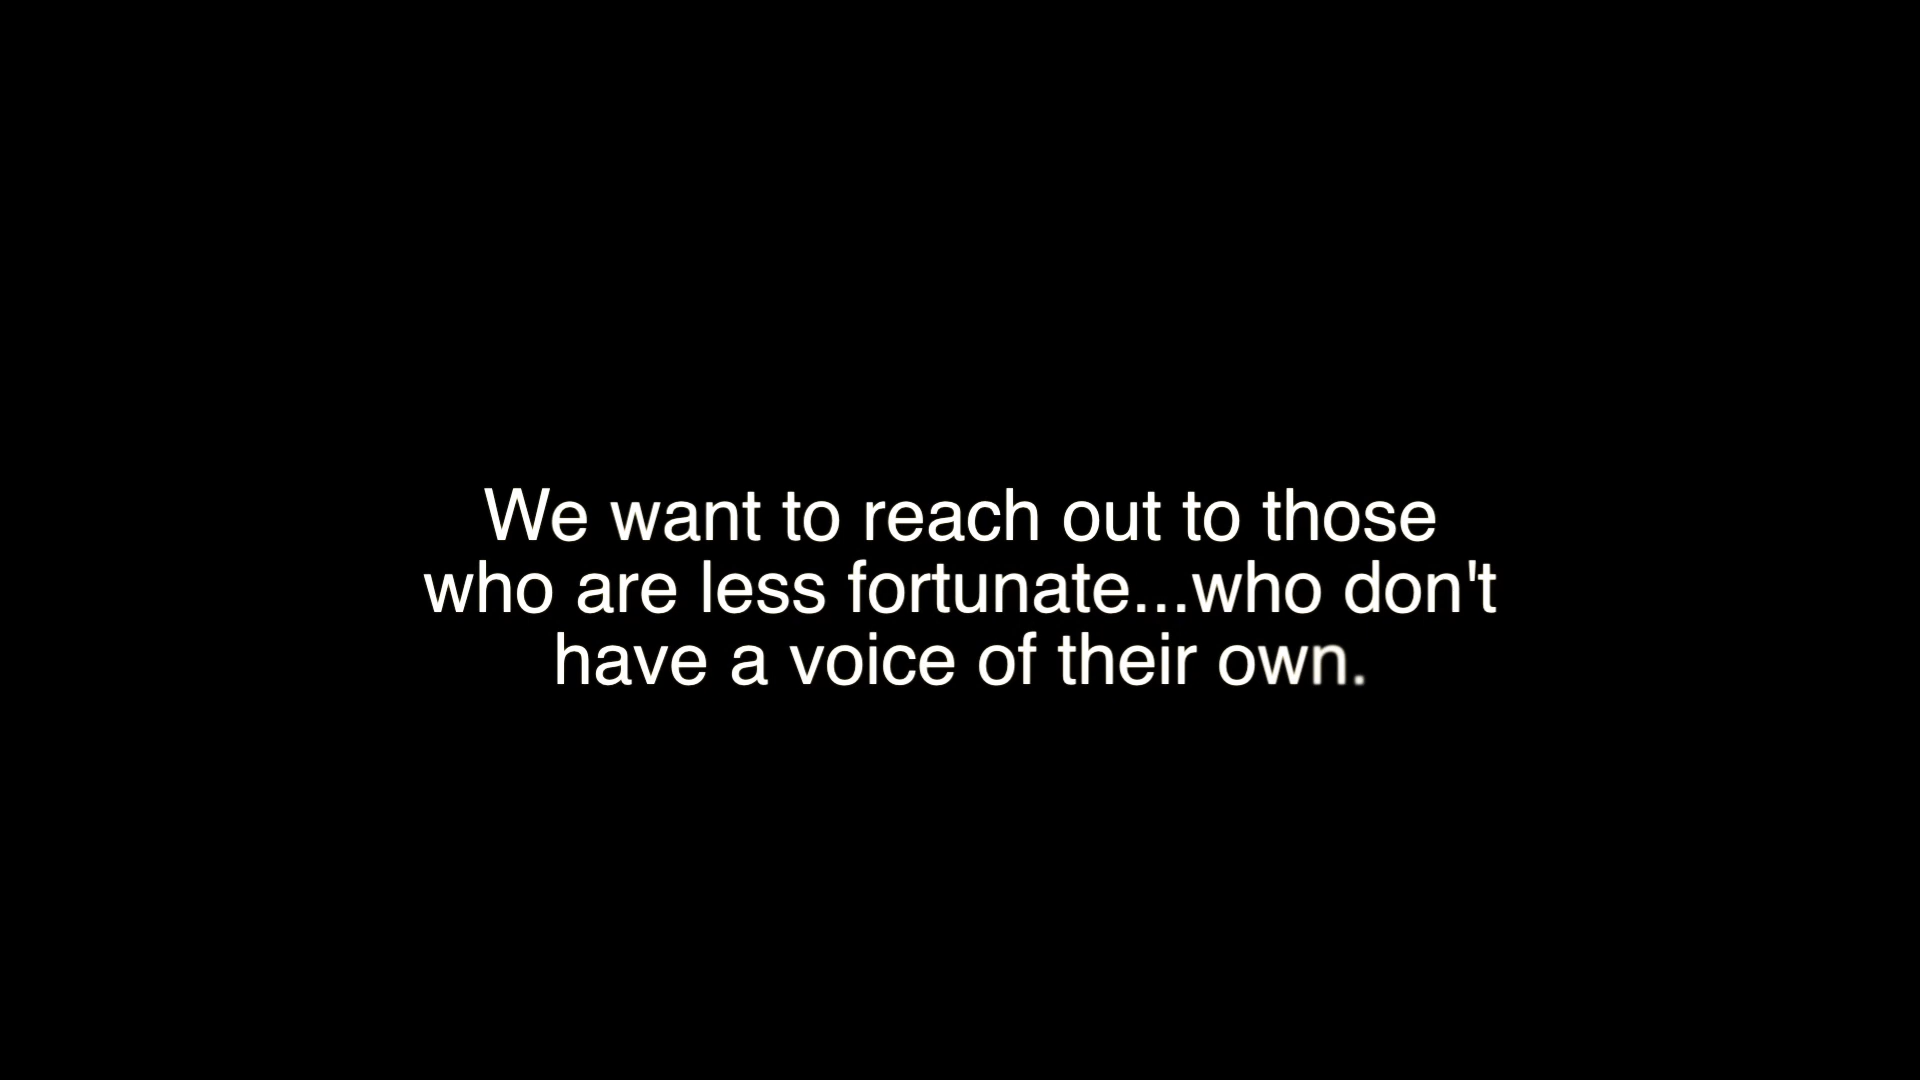 We want to reach out to those
who are less fortunate...who don't
have a voice of their own.